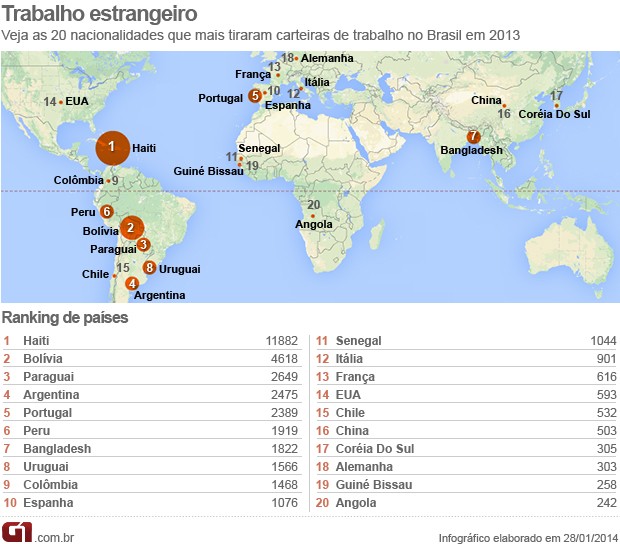 Trabalho estrangeiro
Veja as 20 nacionalidades que mais tiraram carteiras de trabalho no Brasil em 2013
18 Alemanha
13
França
Itália
10
12
Portugal 5
Espanha
14 EUA
China
16
17
Coréia Do Sul
7
Bangladesh
1 Haiti
Senegal
11
19
Guiné Bissau
Colômbia 9
Peru 6
20
Angola
2
Bolívia
3
Paraguai
15
8 Uruguai
Chile
4
Argentina
Ranking de países
1 Haiti 11882
2 Bolívia 4618
3 Paraguai 2649
4 Argentina 2475
5 Portugal 2389
6 Peru 1919
7 Bangladesh 1822
8 Uruguai 1566
9 Colômbia 1468
10 Espanha 1076
11 Senegal 1044
12 Itália 901
13 França 616
14 EUA 593
15 Chile 532
16 China 503
17 Coréia Do Sul 305
18 Alemanha 303
19 Guiné Bissau 258
20 Angola 242
G1 .com.br
Infográfico elaborado em 28/01/2014